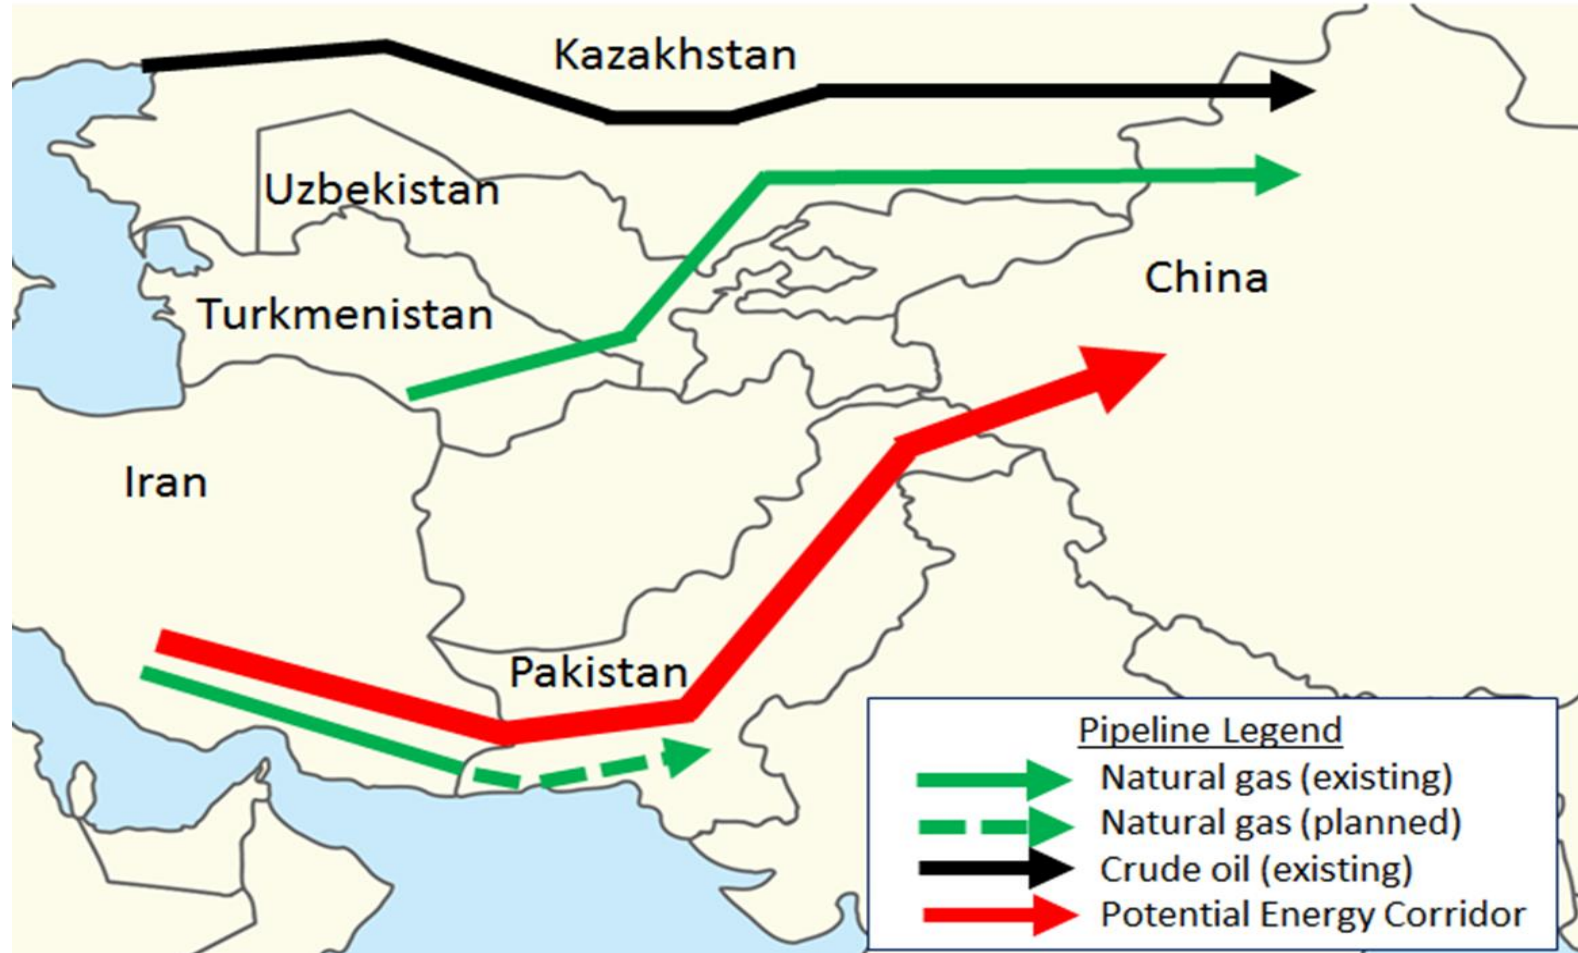 Kazakhstan
Uzbekistan
China
Turkmenistan
Iran
Pakistan
Pipeline Legend
Natural gas (existing)
Natural gas (planned)
Crude oil (existing)
Potential Energy Corridor